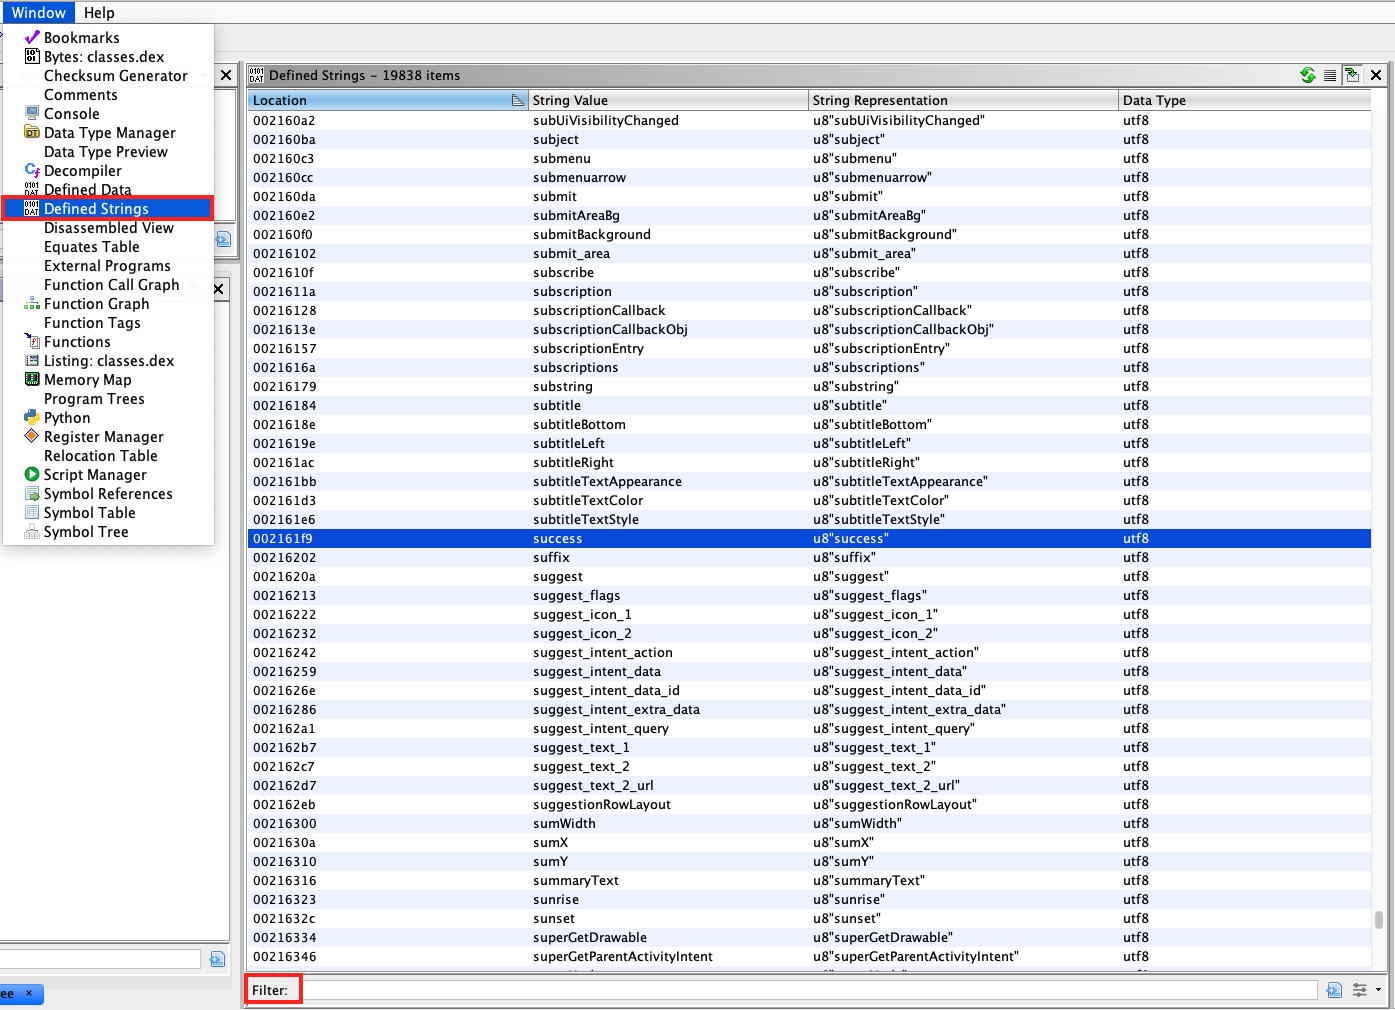 Window Help
Bookmarks
Bytes: classes.dex
Checksum Generator
Comments
Console
Data Type Manager
Data Type Preview
Decompiler
Defined Data
Defined Strings
Disassembled View
Equates Table
External Programs
Function Call Graph
Function Graph
Function Tags
Functions
Listing: classes.dex
Memory Map
Program Trees
Python
Register Manager
Relocation Table
Script Manager
Symbol References
Symbol Table
Symbol Tree
ee ×
Defined Strings – 19838 items
Location String Value String Representation Data Type
002160a2 subUiVisibilityChanged u8"subUiVisibilityChanged" utf8
002160ba subject u8"subject" utf8
002160c3 submenu u8"submenu" utf8
002160cc submenuarrow u8"submenuarrow" utf8
002160da submit u8"submit" utf8
002160e2 submitAreaBg u8"submitAreaBg" utf8
002160f0 submitBackground u8"submitBackground" utf8
00216102 submit_area u8"submit_area" utf8
0021610f subscribe u8"subscribe" utf8
0021611a subscription u8"subscription" utf8
00216128 subscriptionCallback u8"subscriptionCallback" utf8
0021613e subscriptionCallbackObj u8"subscriptionCallbackObj" utf8
00216157 subscriptionEntry u8"subscriptionEntry" utf8
0021616a subscriptions u8"subscriptions" utf8
00216179 substring u8"substring" utf8
00216184 subtitle u8"subtitle" utf8
0021618e subtitleBottom u8"subtitleBottom" utf8
0021619e subtitleLeft u8"subtitleLeft" utf8
002161ac subtitleRight u8"subtitleRight" utf8
002161bb subtitleTextAppearance u8"subtitleTextAppearance" utf8
002161d3 subtitleTextColor u8"subtitleTextColor" utf8
002161e6 subtitleTextStyle u8"subtitleTextStyle" utf8
002161f9 success u8"success" utf8
00216202 suffix u8"suffix" utf8
0021620a suggest u8"suggest" utf8
00216213 suggest_flags u8"suggest_flags" utf8
00216222 suggest_icon_1 u8"suggest_icon_1" utf8
00216232 suggest_icon_2 u8"suggest_icon_2" utf8
00216242 suggest_intent_action u8"suggest_intent_action" utf8
00216259 suggest_intent_data u8"suggest_intent_data" utf8
0021626e suggest_intent_data_id u8"suggest_intent_data_id" utf8
00216286 suggest_intent_extra_data u8"suggest_intent_extra_data" utf8
002162a1 suggest_intent_query u8"suggest_intent_query" utf8
002162b7 suggest_text_1 u8"suggest_text_1" utf8
002162c7 suggest_text_2 u8"suggest_text_2" utf8
002162d7 suggest_text_2_url u8"suggest_text_2_url" utf8
002162eb suggestionRowLayout u8"suggestionRowLayout" utf8
00216300 sumWidth u8"sumWidth" utf8
0021630a sumX u8"sumX" utf8
00216310 sumY u8"sumY" utf8
00216316 summaryText u8"summaryText" utf8
00216323 sunrise u8"sunrise" utf8
0021632c sunset u8"sunset" utf8
00216334 superGetDrawable u8"superGetDrawable" utf8
00216346 superGetParentActivityIntent u8"superGetParentActivityIntent" utf8
Filter: